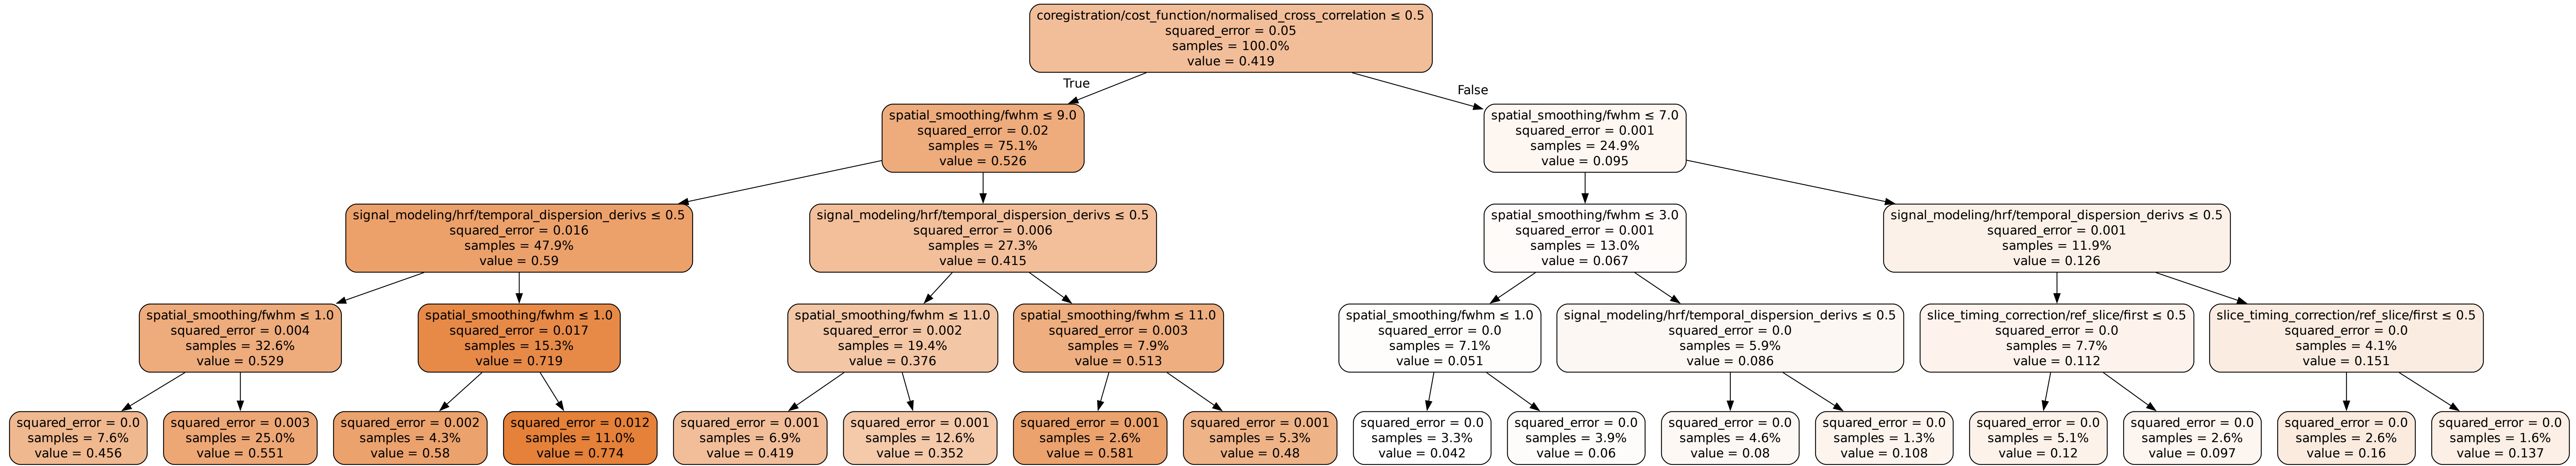 coregistration/cost_function/normalised_cross_correlation ≤ 0.5
squared_error = 0.05
samples = 100.0%
value = 0.419
True
False
spatial_smoothing/fwhm ≤ 9.0
squared_error = 0.02
samples = 75.1%
value = 0.526
spatial_smoothing/fwhm ≤ 7.0
squared_error = 0.001
samples = 24.9%
value = 0.095
signal_modeling/hrf/temporal_dispersion_derivs ≤ 0.5
squared_error = 0.016
samples = 47.9%
value = 0.59
signal_modeling/hrf/temporal_dispersion_derivs ≤ 0.5
squared_error = 0.006
samples = 27.3%
value = 0.415
spatial_smoothing/fwhm ≤ 3.0
squared_error = 0.001
samples = 13.0%
value = 0.067
signal_modeling/hrf/temporal_dispersion_derivs ≤ 0.5
squared_error = 0.001
samples = 11.9%
value = 0.126
spatial_smoothing/fwhm ≤ 1.0
squared_error = 0.004
samples = 32.6%
value = 0.529
spatial_smoothing/fwhm ≤ 1.0
squared_error = 0.017
samples = 15.3%
value = 0.719
spatial_smoothing/fwhm ≤ 11.0
squared_error = 0.002
samples = 19.4%
value = 0.376
spatial_smoothing/fwhm ≤ 11.0
squared_error = 0.003
samples = 7.9%
value = 0.513
spatial_smoothing/fwhm ≤ 1.0
squared_error = 0.0
samples = 7.1%
value = 0.051
signal_modeling/hrf/temporal_dispersion_derivs ≤ 0.5
squared_error = 0.0
samples = 5.9%
value = 0.086
slice_timing_correction/ref_slice/first ≤ 0.5
squared_error = 0.0
samples = 7.7%
value = 0.112
slice_timing_correction/ref_slice/first ≤ 0.5
squared_error = 0.0
samples = 4.1%
value = 0.151
squared_error = 0.0
samples = 7.6%
value = 0.456
squared_error = 0.003
samples = 25.0%
value = 0.551
squared_error = 0.002
samples = 4.3%
value = 0.58
squared_error = 0.012
samples = 11.0%
value = 0.774
squared_error = 0.001
samples = 6.9%
value = 0.419
squared_error = 0.001
samples = 12.6%
value = 0.352
squared_error = 0.001
samples = 2.6%
value = 0.581
squared_error = 0.001
samples = 5.3%
value = 0.48
squared_error = 0.0
samples = 3.3%
value = 0.042
squared_error = 0.0
samples = 3.9%
value = 0.06
squared_error = 0.0
samples = 4.6%
value = 0.08
squared_error = 0.0
samples = 1.3%
value = 0.108
squared_error = 0.0
samples = 5.1%
value = 0.12
squared_error = 0.0
samples = 2.6%
value = 0.097
squared_error = 0.0
samples = 2.6%
value = 0.16
squared_error = 0.0
samples = 1.6%
value = 0.137